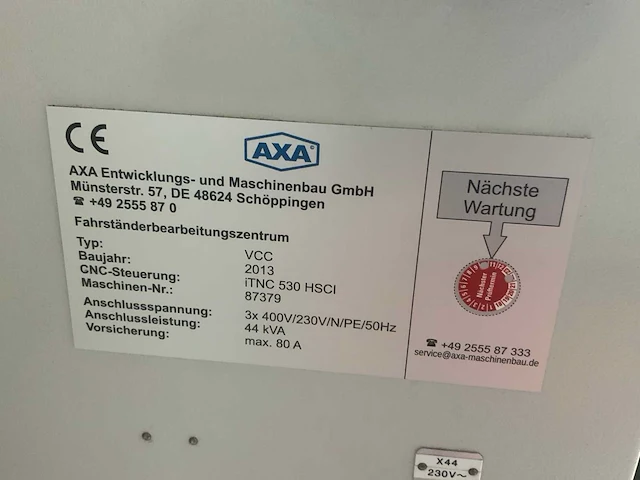 CE
AXA
AXA Entwicklungs- und Maschinenbau GmbH
Münsterstr. 57, DE 48624 Schöppingen
☎ +49 2555 87 0
Fahrständerbearbeitungszentrum
Typ: VCC
Baujahr: 2013
CNC-Steuerung: iTNC 530 HSCI
Maschinen-Nr.: 87379
Anschlussspannung: 3x 400V/230V/N/PE/50Hz
Anschlussleistung: 44 kVA
Vorsicherung: max. 80 A
Nächste
Wartung
Nächster
Prüftermin
☎ +49 2555 87 333
service@axa-maschinenbau.de
X44
230V~